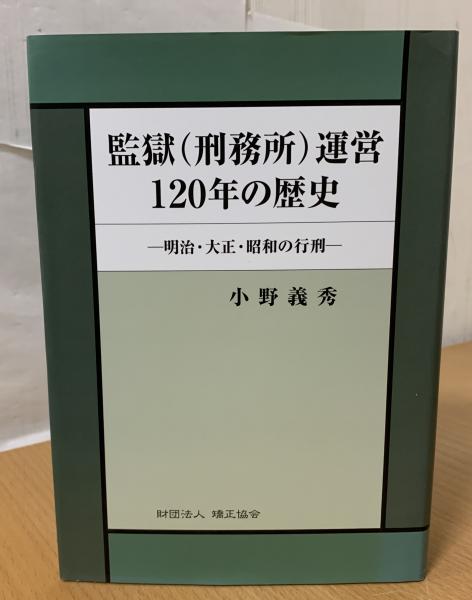 監獄（刑務所）運営
120年の歴史
―明治・大正・昭和の行刑―
小野義秀
財団法人 矯正協会